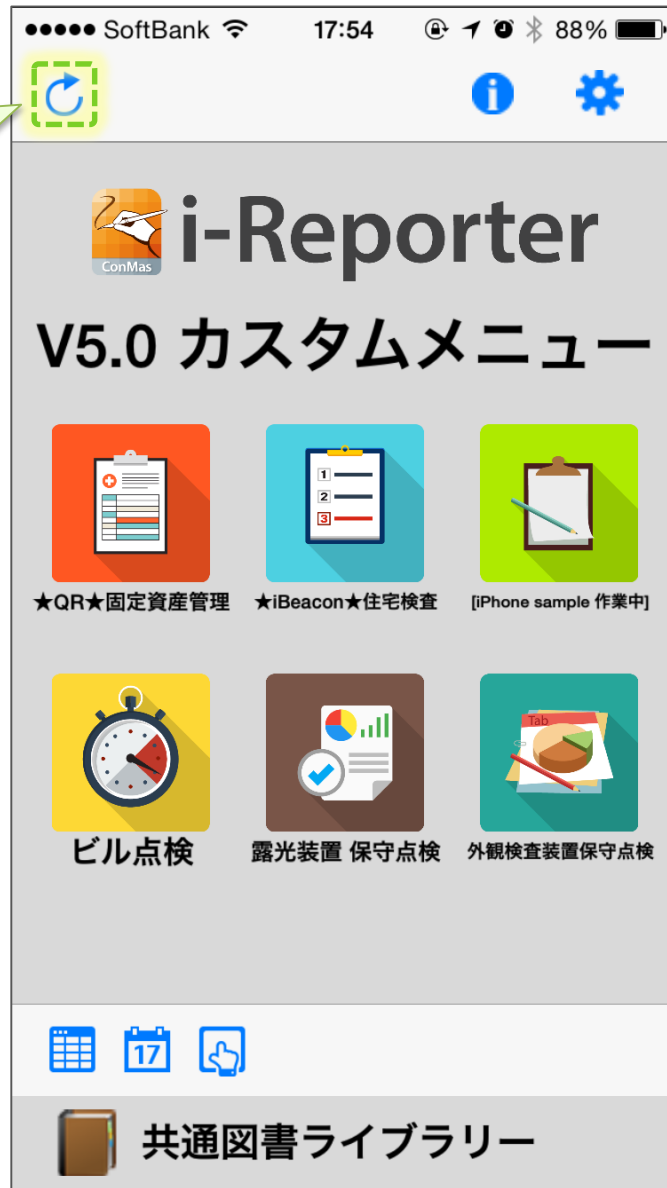 SoftBank 17:54 88%
i-Reporter
ConMas
V5.0 カスタムメニュー
1
2
3
★QR★固定資産管理 ★iBeacon★住宅検査 [iPhone sample 作業中]
Tab
ビル点検 露光装置 保守点検 外観検査装置保守点検
17
共通図書ライブラリー